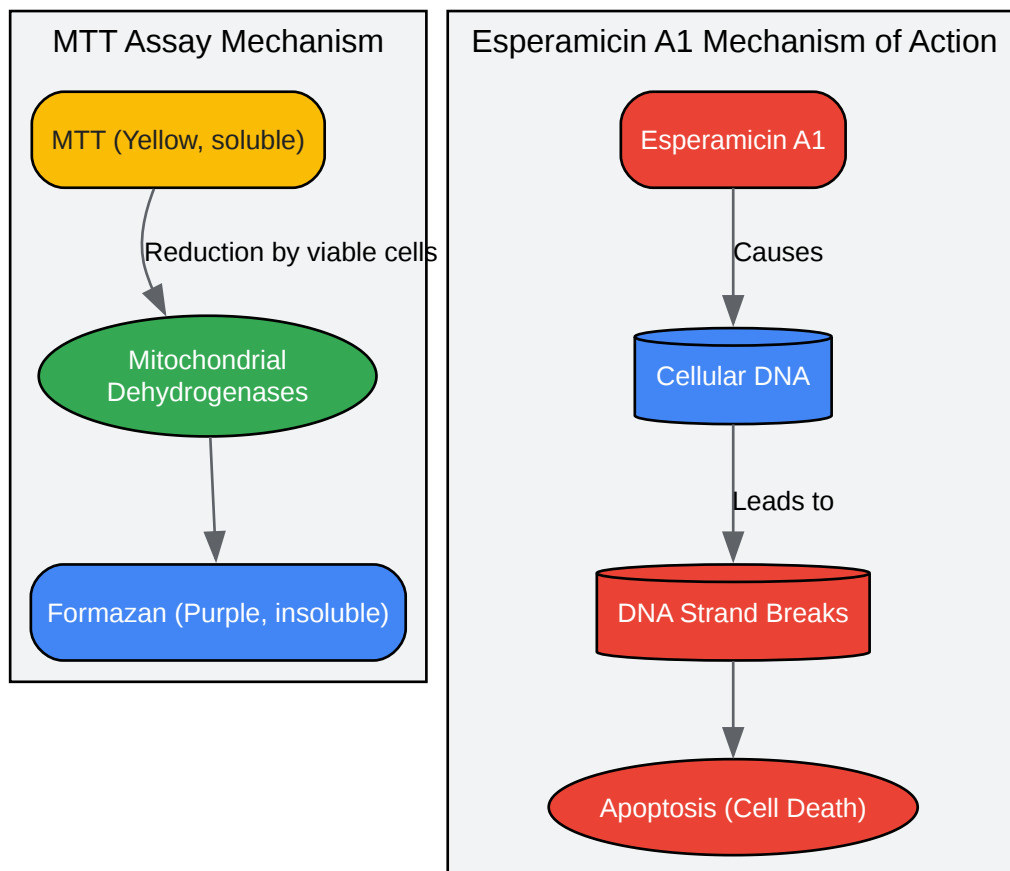 MTT Assay Mechanism
MTT (Yellow, soluble)
Reduction by viable cells
Mitochondrial
Dehydrogenases
Formazan (Purple, insoluble)
Esperamicin A1 Mechanism of Action
Esperamicin A1
Causes
Cellular DNA
Leads to
DNA Strand Breaks
Apoptosis (Cell Death)